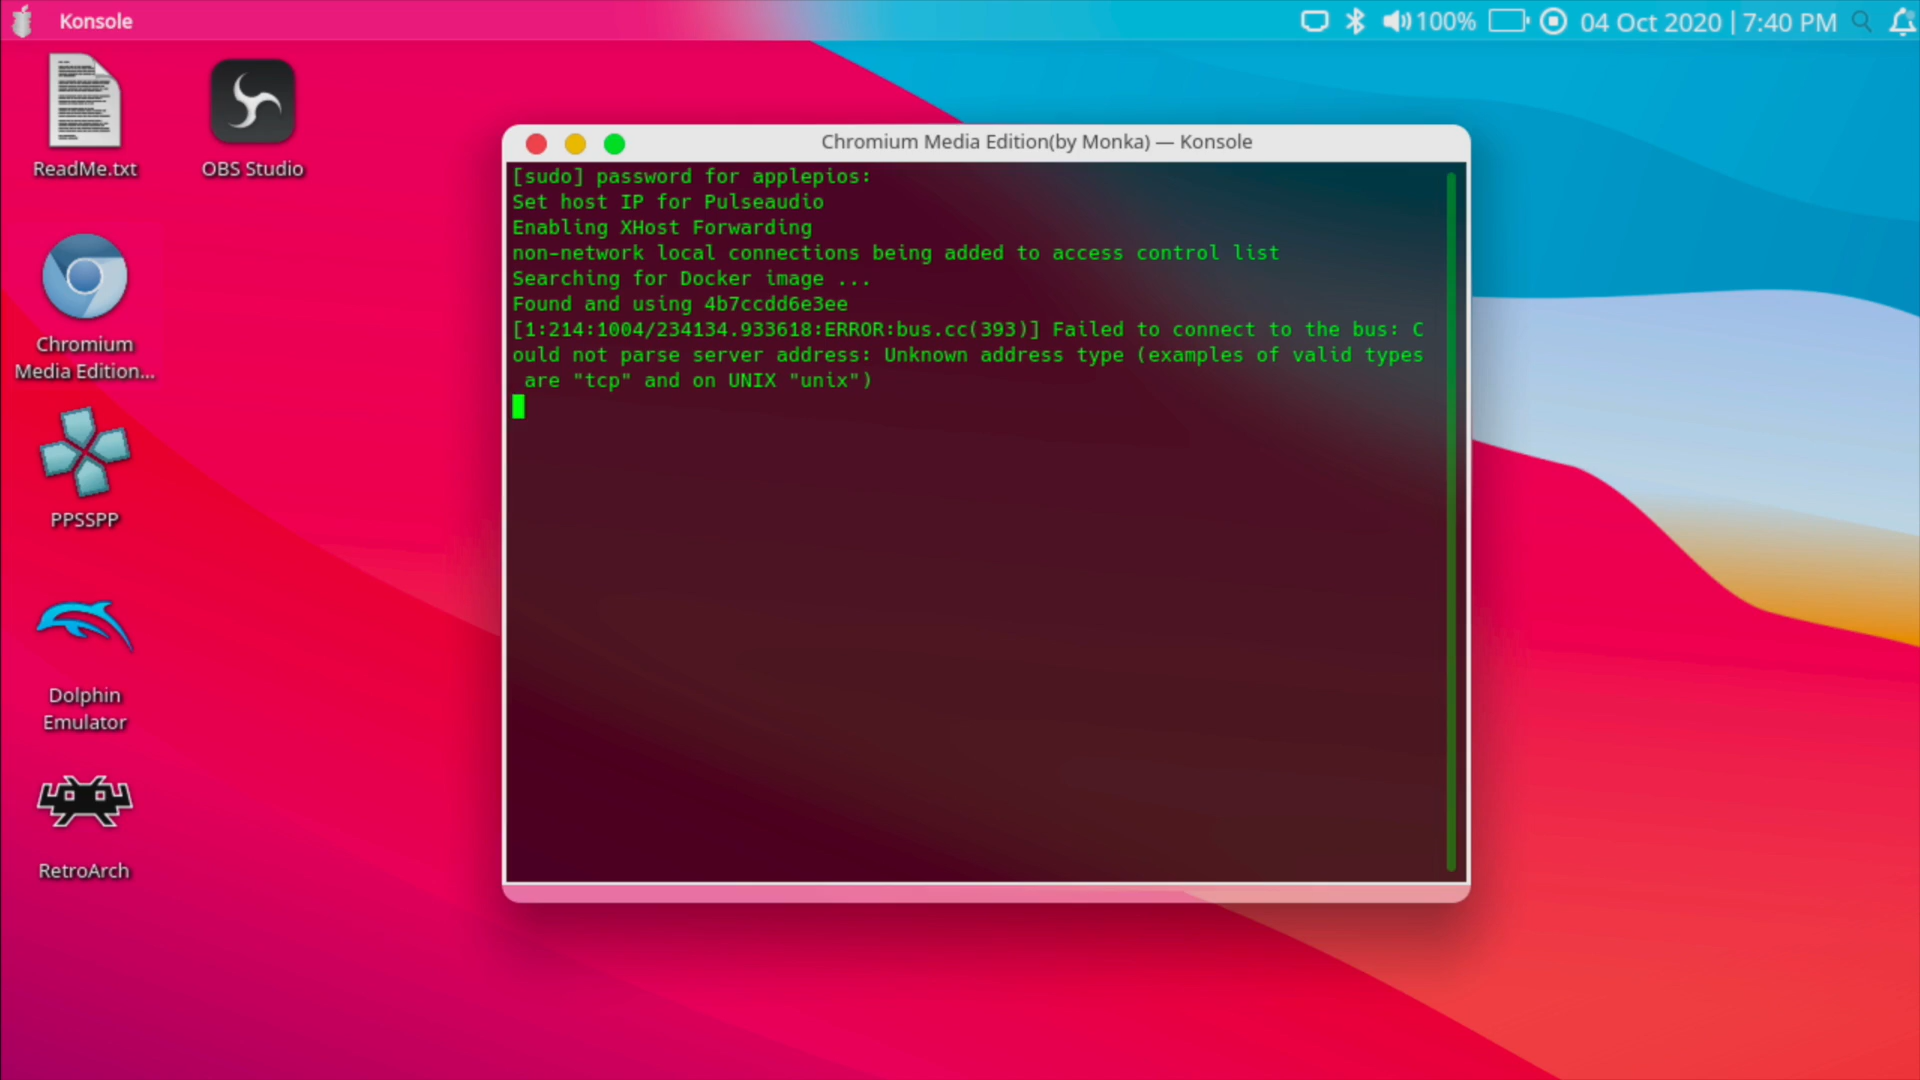 Konsole
100%
04 Oct 2020 | 7:40 PM
ReadMe.txt
OBS Studio
Chromium
Media Edition...
PPSSPP
Dolphin
Emulator
RetroArch
Chromium Media Edition(by Monka) — Konsole
[sudo] password for applepios:
Set host IP for Pulseaudio
Enabling XHost Forwarding
non-network local connections being added to access control list
Searching for Docker image ...
Found and using 4b7ccdd6e3ee
[1:214:1004/234134.933618:ERROR:bus.cc(393)] Failed to connect to the bus: C
ould not parse server address: Unknown address type (examples of valid types
 are "tcp" and on UNIX "unix")